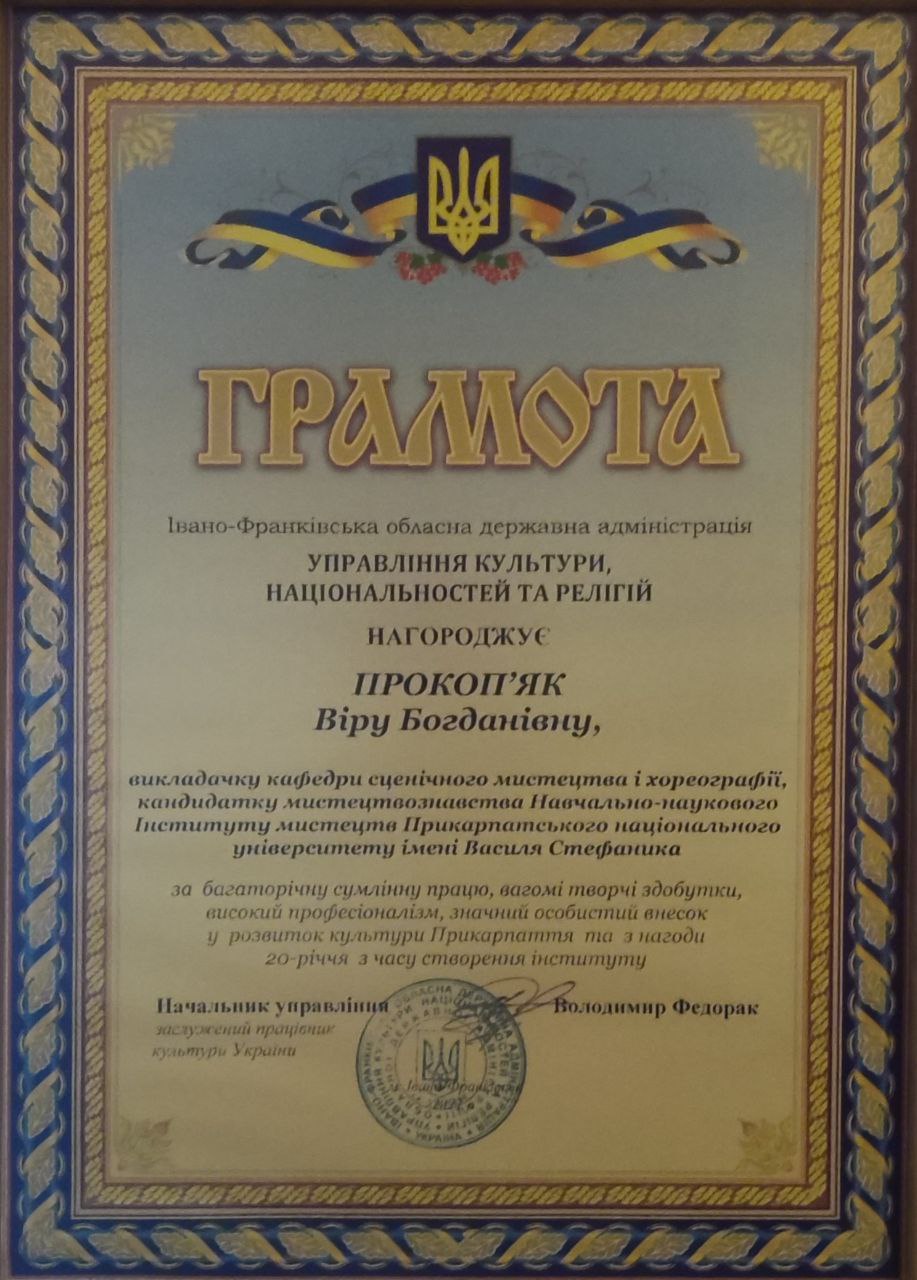 ГРАМОТА
Івано-Франківська обласна державна адміністрація
УПРАВЛІННЯ КУЛЬТУРИ,
НАЦІОНАЛЬНОСТЕЙ ТА РЕЛІГІЙ
НАГОРОДЖУЄ
ПРОКОП’ЯК
Віру Богданівну,
викладачку кафедри сценічного мистецтва і хореографії,
кандидатку мистецтвознавства Навчально-наукового
Інституту мистецтв Прикарпатського національного
університету імені Василя Стефаника
за багаторічну сумлінну працю, вагомі творчі здобутки,
високий професіоналізм, значний особистий внесок
у розвиток культури Прикарпаття та з нагоди
20-річчя з часу створення інституту
Начальник управління Володимир Федорак
заслужений працівник
культури України
УКРАЇНА